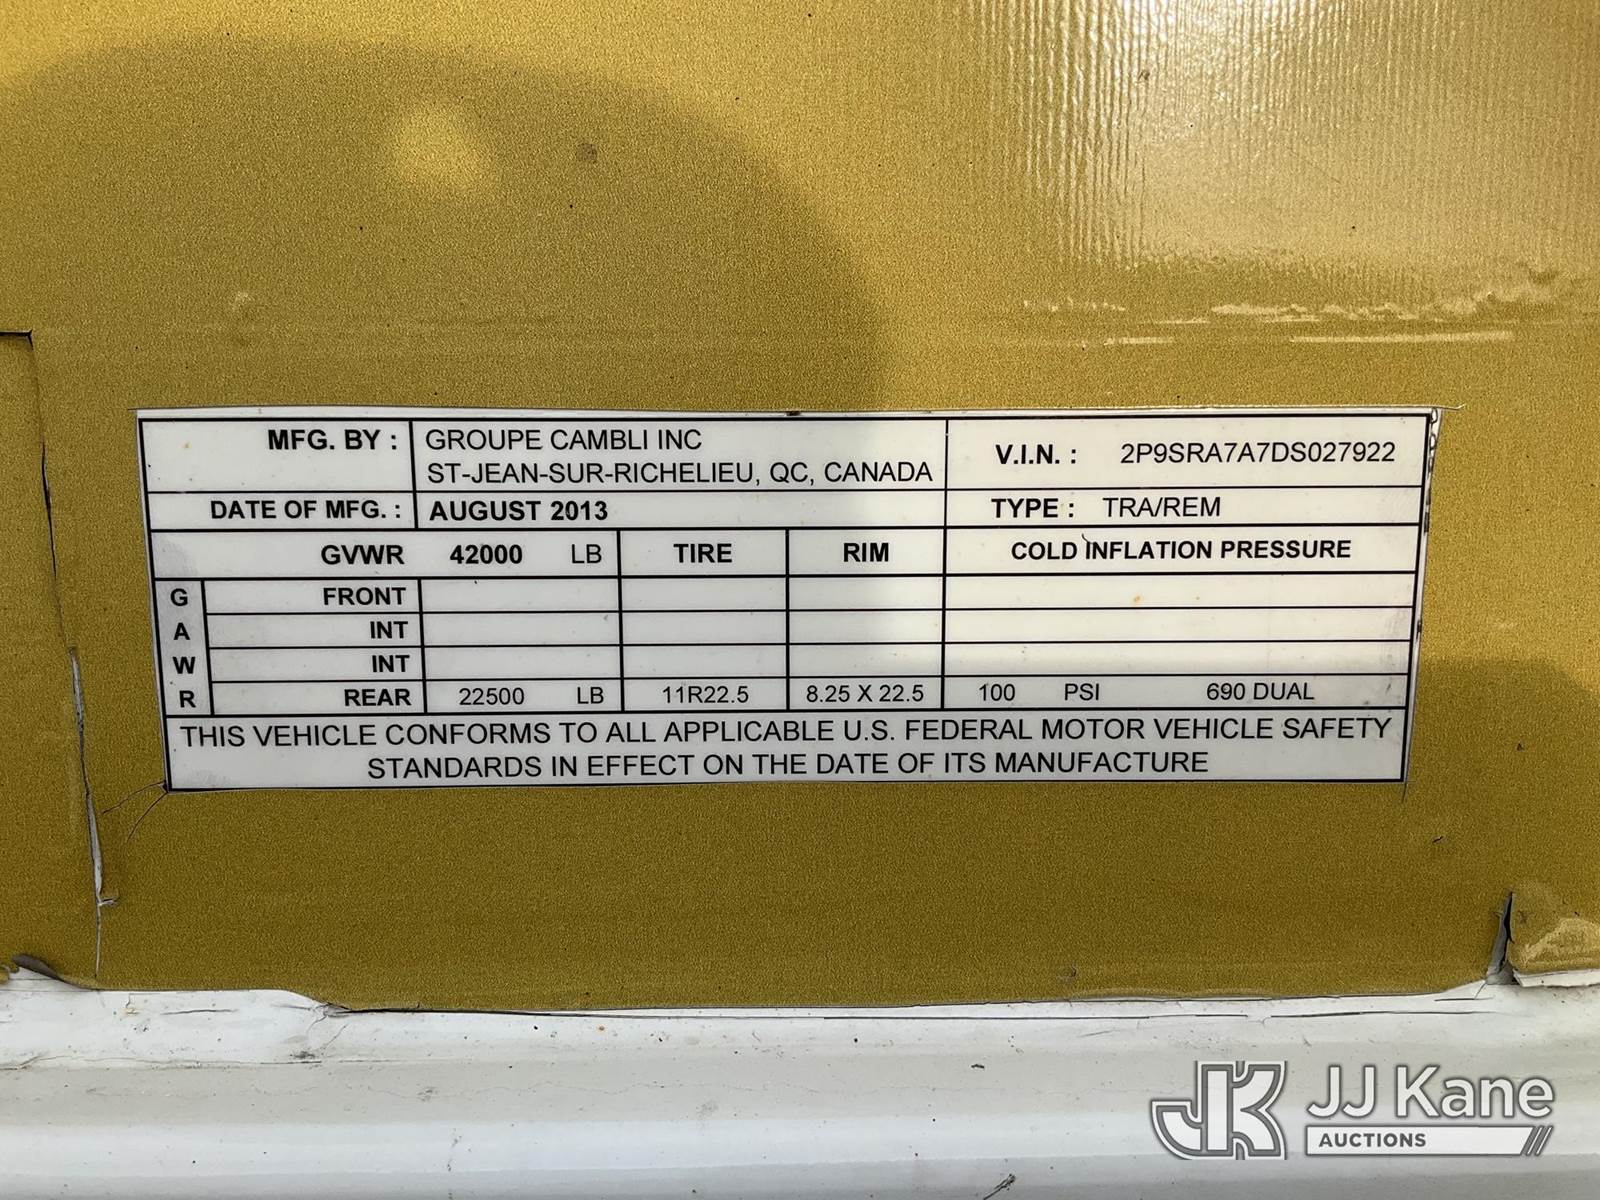 MFG. BY : GROUPE CAMBLI INC
ST-JEAN-SUR-RICHELIEU, QC, CANADA
V.I.N. : 2P9SRA7A7DS027922
DATE OF MFG. : AUGUST 2013 TYPE : TRA/REM
GVWR 42000 LB TIRE RIM COLD INFLATION PRESSURE
GAWR
FRONT
INT
INT
REAR 22500 LB 11R22.5 8.25 X 22.5 100 PSI 690 DUAL
THIS VEHICLE CONFORMS TO ALL APPLICABLE U.S. FEDERAL MOTOR VEHICLE SAFETY
STANDARDS IN EFFECT ON THE DATE OF ITS MANUFACTURE
JK JJ Kane
AUCTIONS